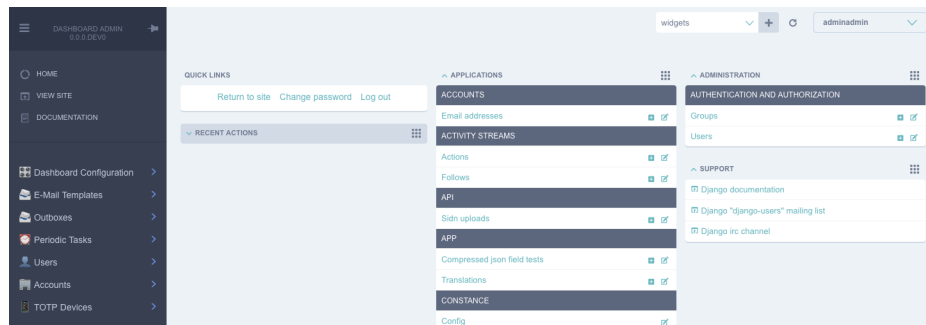 DASHBOARD ADMIN
0.0.0.DEV0
HOME
VIEW SITE
DOCUMENTATION
Dashboard Configuration
E-Mail Templates
Outboxes
Periodic Tasks
Users
Accounts
TOTP Devices
widgets
adminadmin
QUICK LINKS
Return to site Change password Log out
RECENT ACTIONS
APPLICATIONS
ACCOUNTS
Email addresses
ACTIVITY STREAMS
Actions
Follows
API
Sidn uploads
APP
Compressed json field tests
Translations
CONSTANCE
Config
ADMINISTRATION
AUTHENTICATION AND AUTHORIZATION
Groups
Users
SUPPORT
Django documentation
Django "django-users" mailing list
Django irc channel